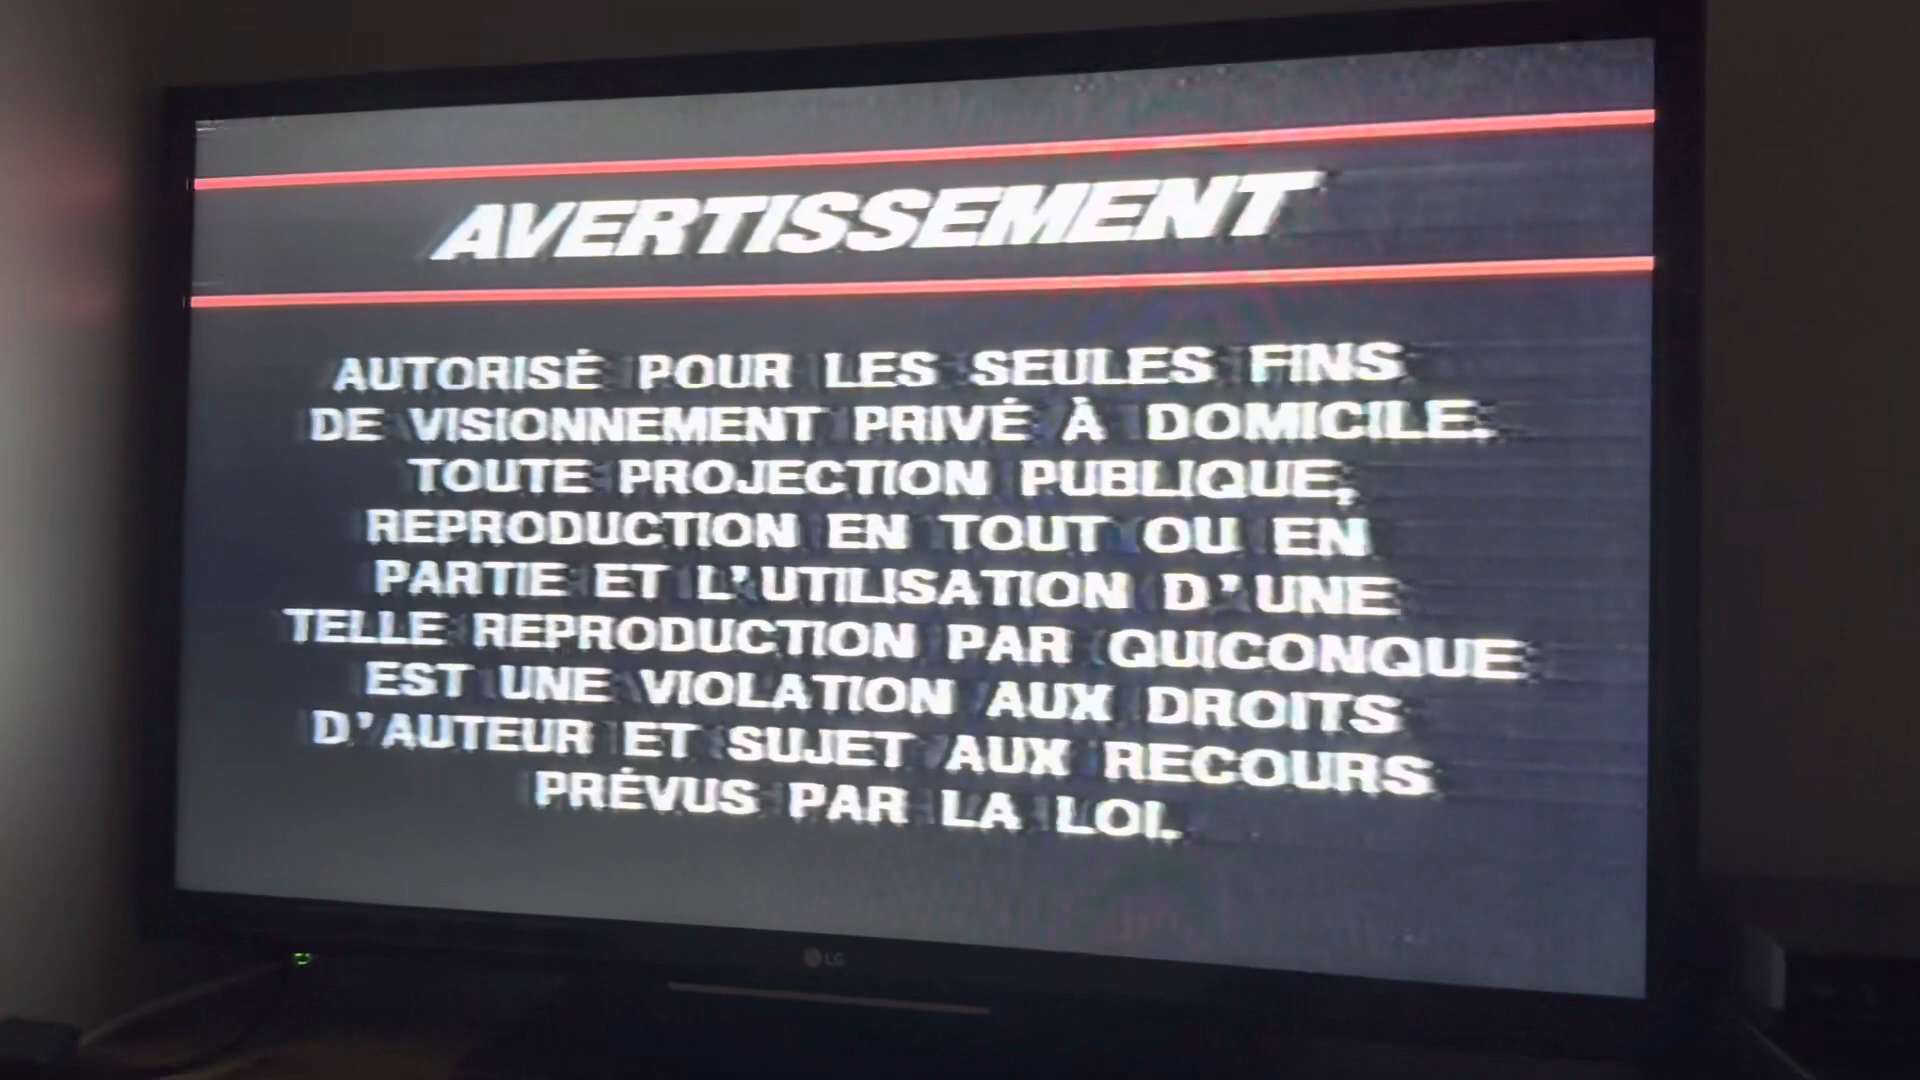 AVERTISSEMENT
AUTORISÉ POUR LES SEULES FINS
DE VISIONNEMENT PRIVÉ À DOMICILE.
TOUTE PROJECTION PUBLIQUE,
REPRODUCTION EN TOUT OU EN
PARTIE ET L'UTILISATION D'UNE
TELLE REPRODUCTION PAR QUICONQUE
EST UNE VIOLATION AUX DROITS
D'AUTEUR ET SUJET AUX RECOURS
PRÉVUS PAR LA LOI.
LG